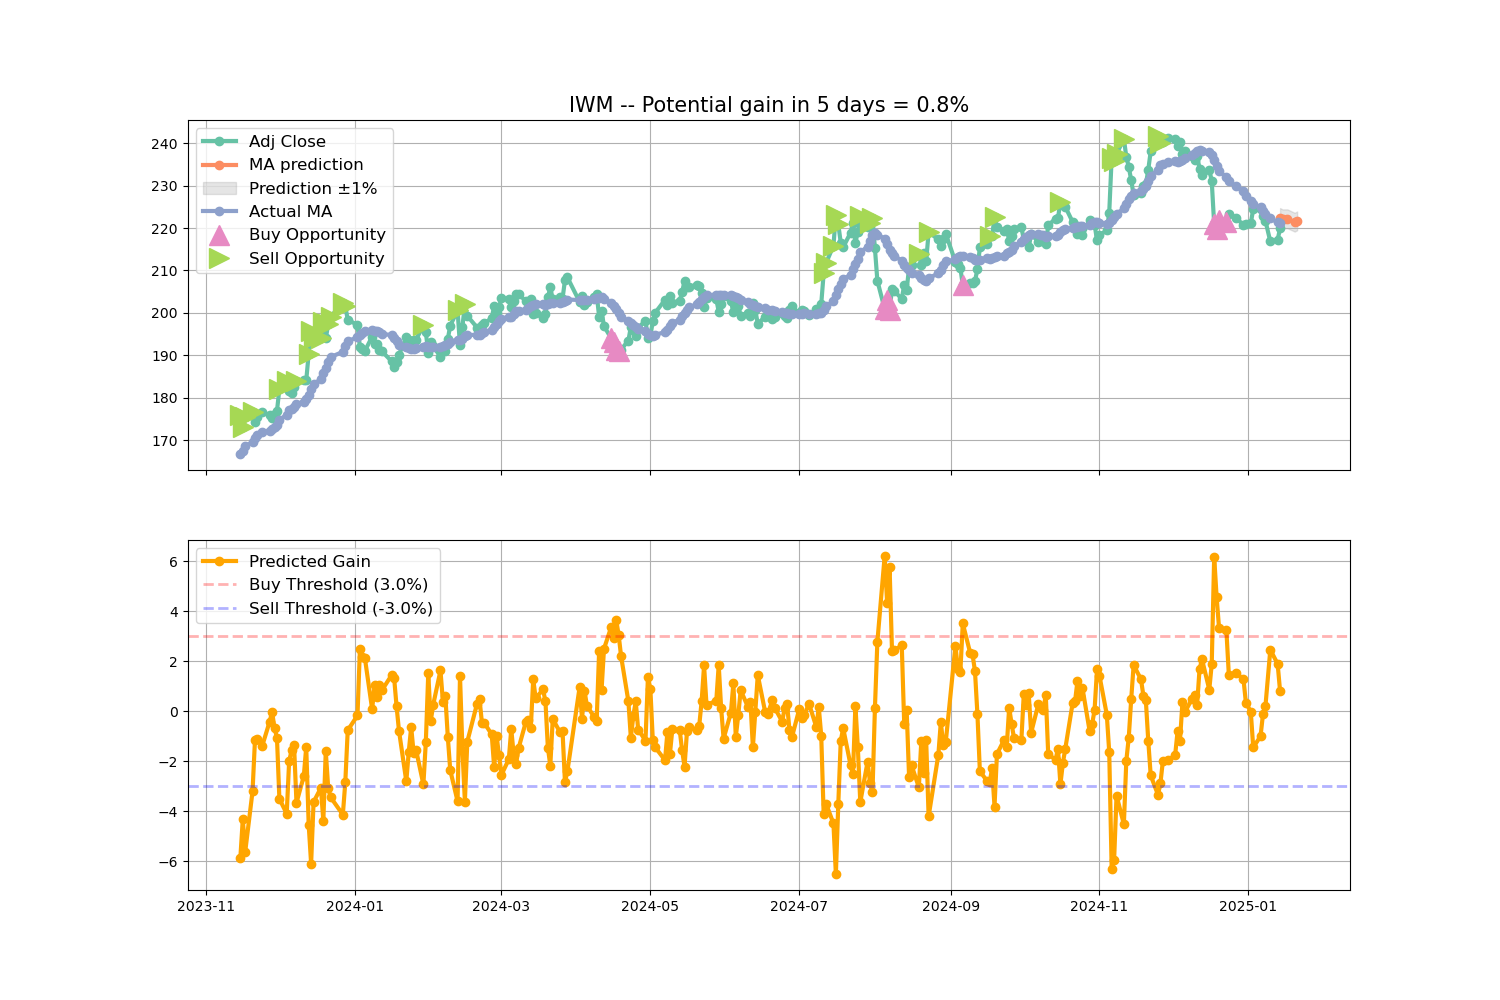 IWM -- Potential gain in 5 days = 0.8%
Adj Close
MA prediction
Prediction ±1%
Actual MA
Buy Opportunity
Sell Opportunity
240
230
220
210
200
190
180
170
Predicted Gain
Buy Threshold (3.0%)
Sell Threshold (-3.0%)
6
4
2
0
−2
−4
−6
2023-11 2024-01 2024-03 2024-05 2024-07 2024-09 2024-11 2025-01